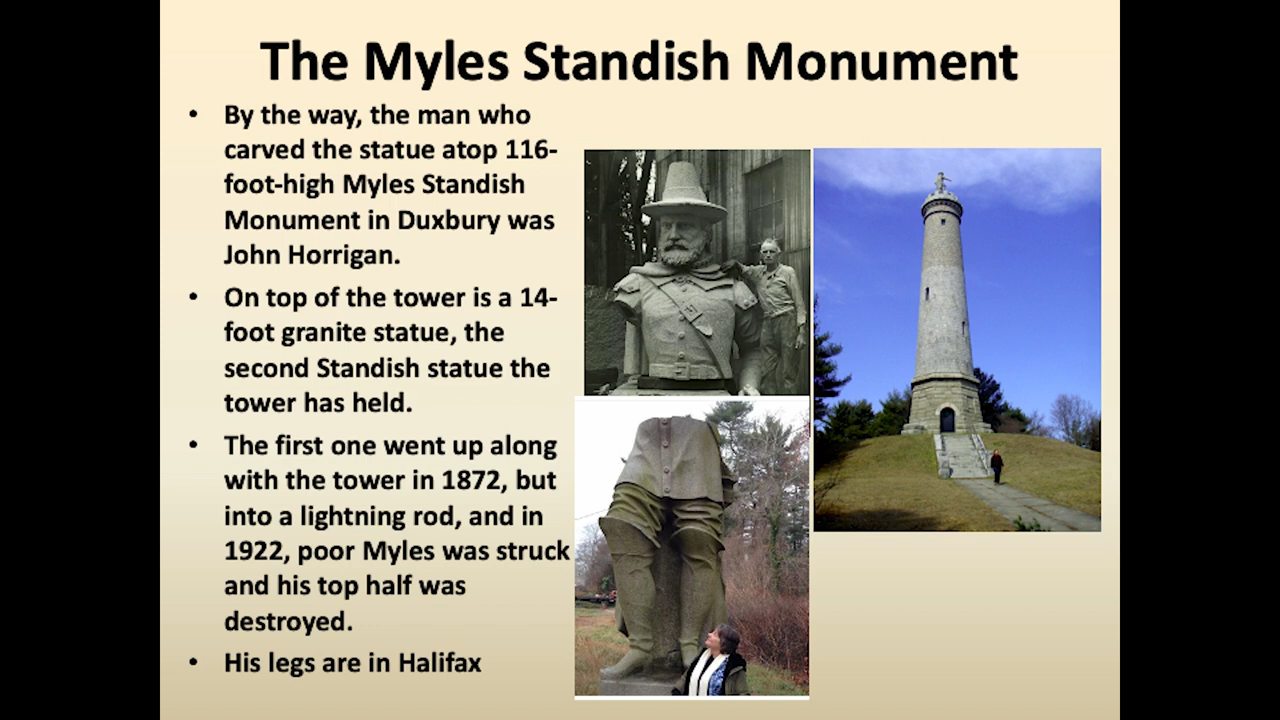 The Myles Standish Monument
• By the way, the man who
carved the statue atop 116-
foot-high Myles Standish
Monument in Duxbury was
John Horrigan.
• On top of the tower is a 14-
foot granite statue, the
second Standish statue the
tower has held.
• The first one went up along
with the tower in 1872, but
into a lightning rod, and in
1922, poor Myles was struck
and his top half was
destroyed.
• His legs are in Halifax